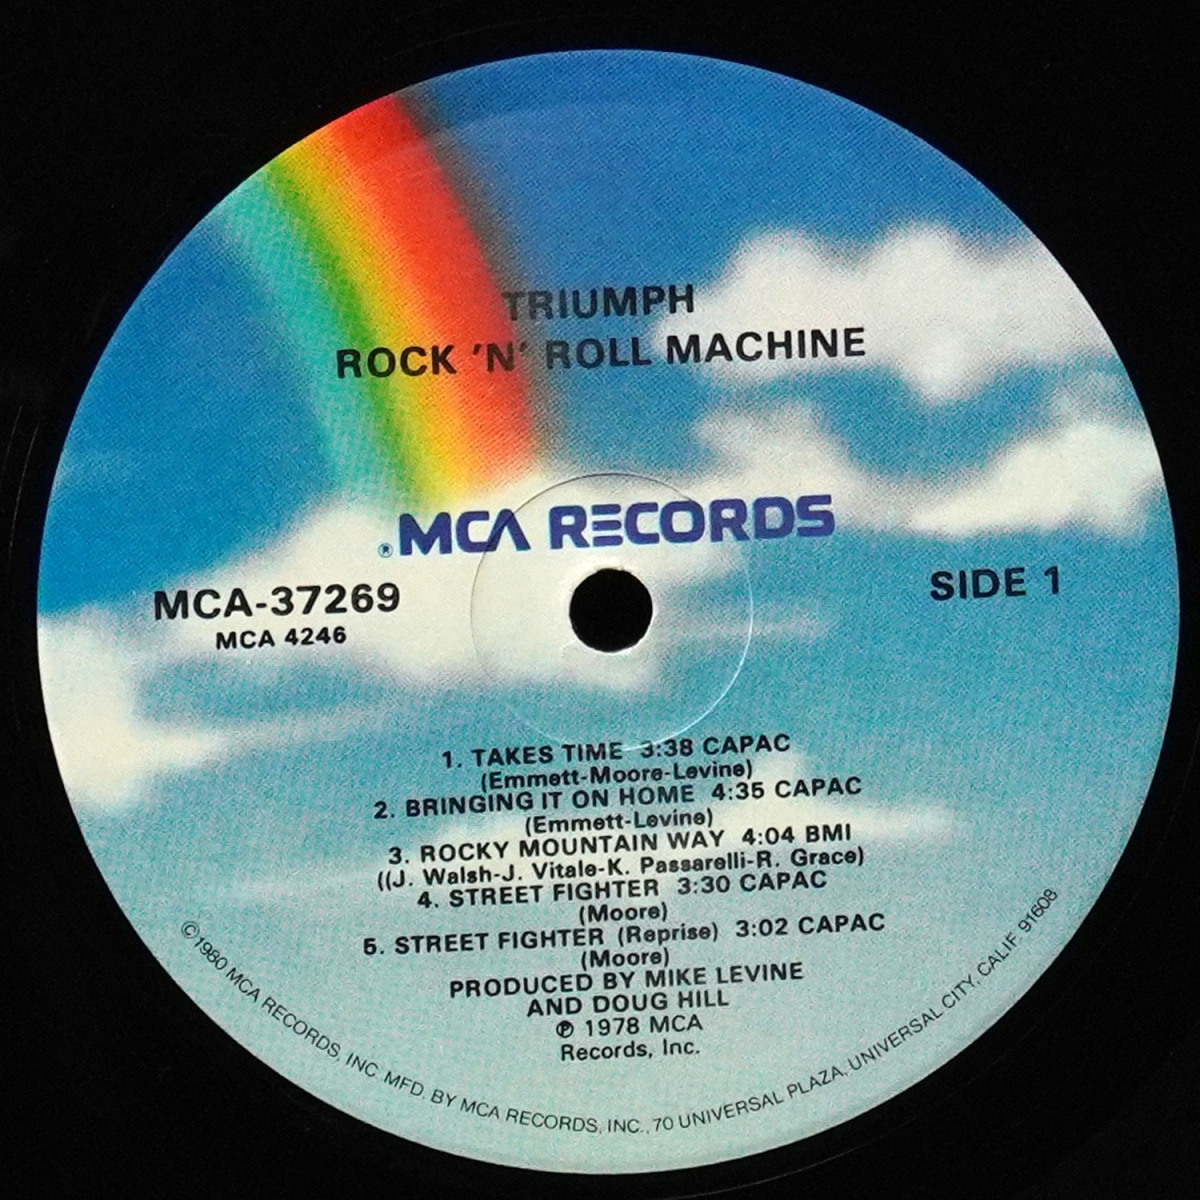 TRIUMPH
ROCK 'N' ROLL MACHINE
® MCA RECORDS
MCA-37269
MCA 4246
SIDE 1
1. TAKES TIME 3:38 CAPAC
(Emmett-Moore-Levine)
2. BRINGING IT ON HOME 4:35 CAPAC
(Emmett-Levine)
3. ROCKY MOUNTAIN WAY 4:04 BMI
((J. Walsh-J. Vitale-K. Passarelli-R. Grace)
4. STREET FIGHTER 3:30 CAPAC
(Moore)
5. STREET FIGHTER (Reprise) 3:02 CAPAC
(Moore)
PRODUCED BY MIKE LEVINE
AND DOUG HILL
℗ 1978 MCA
Records, Inc.
©1980 MCA RECORDS, INC. MFD. BY MCA RECORDS, INC., 70 UNIVERSAL PLAZA, UNIVERSAL CITY, CALIF. 91608